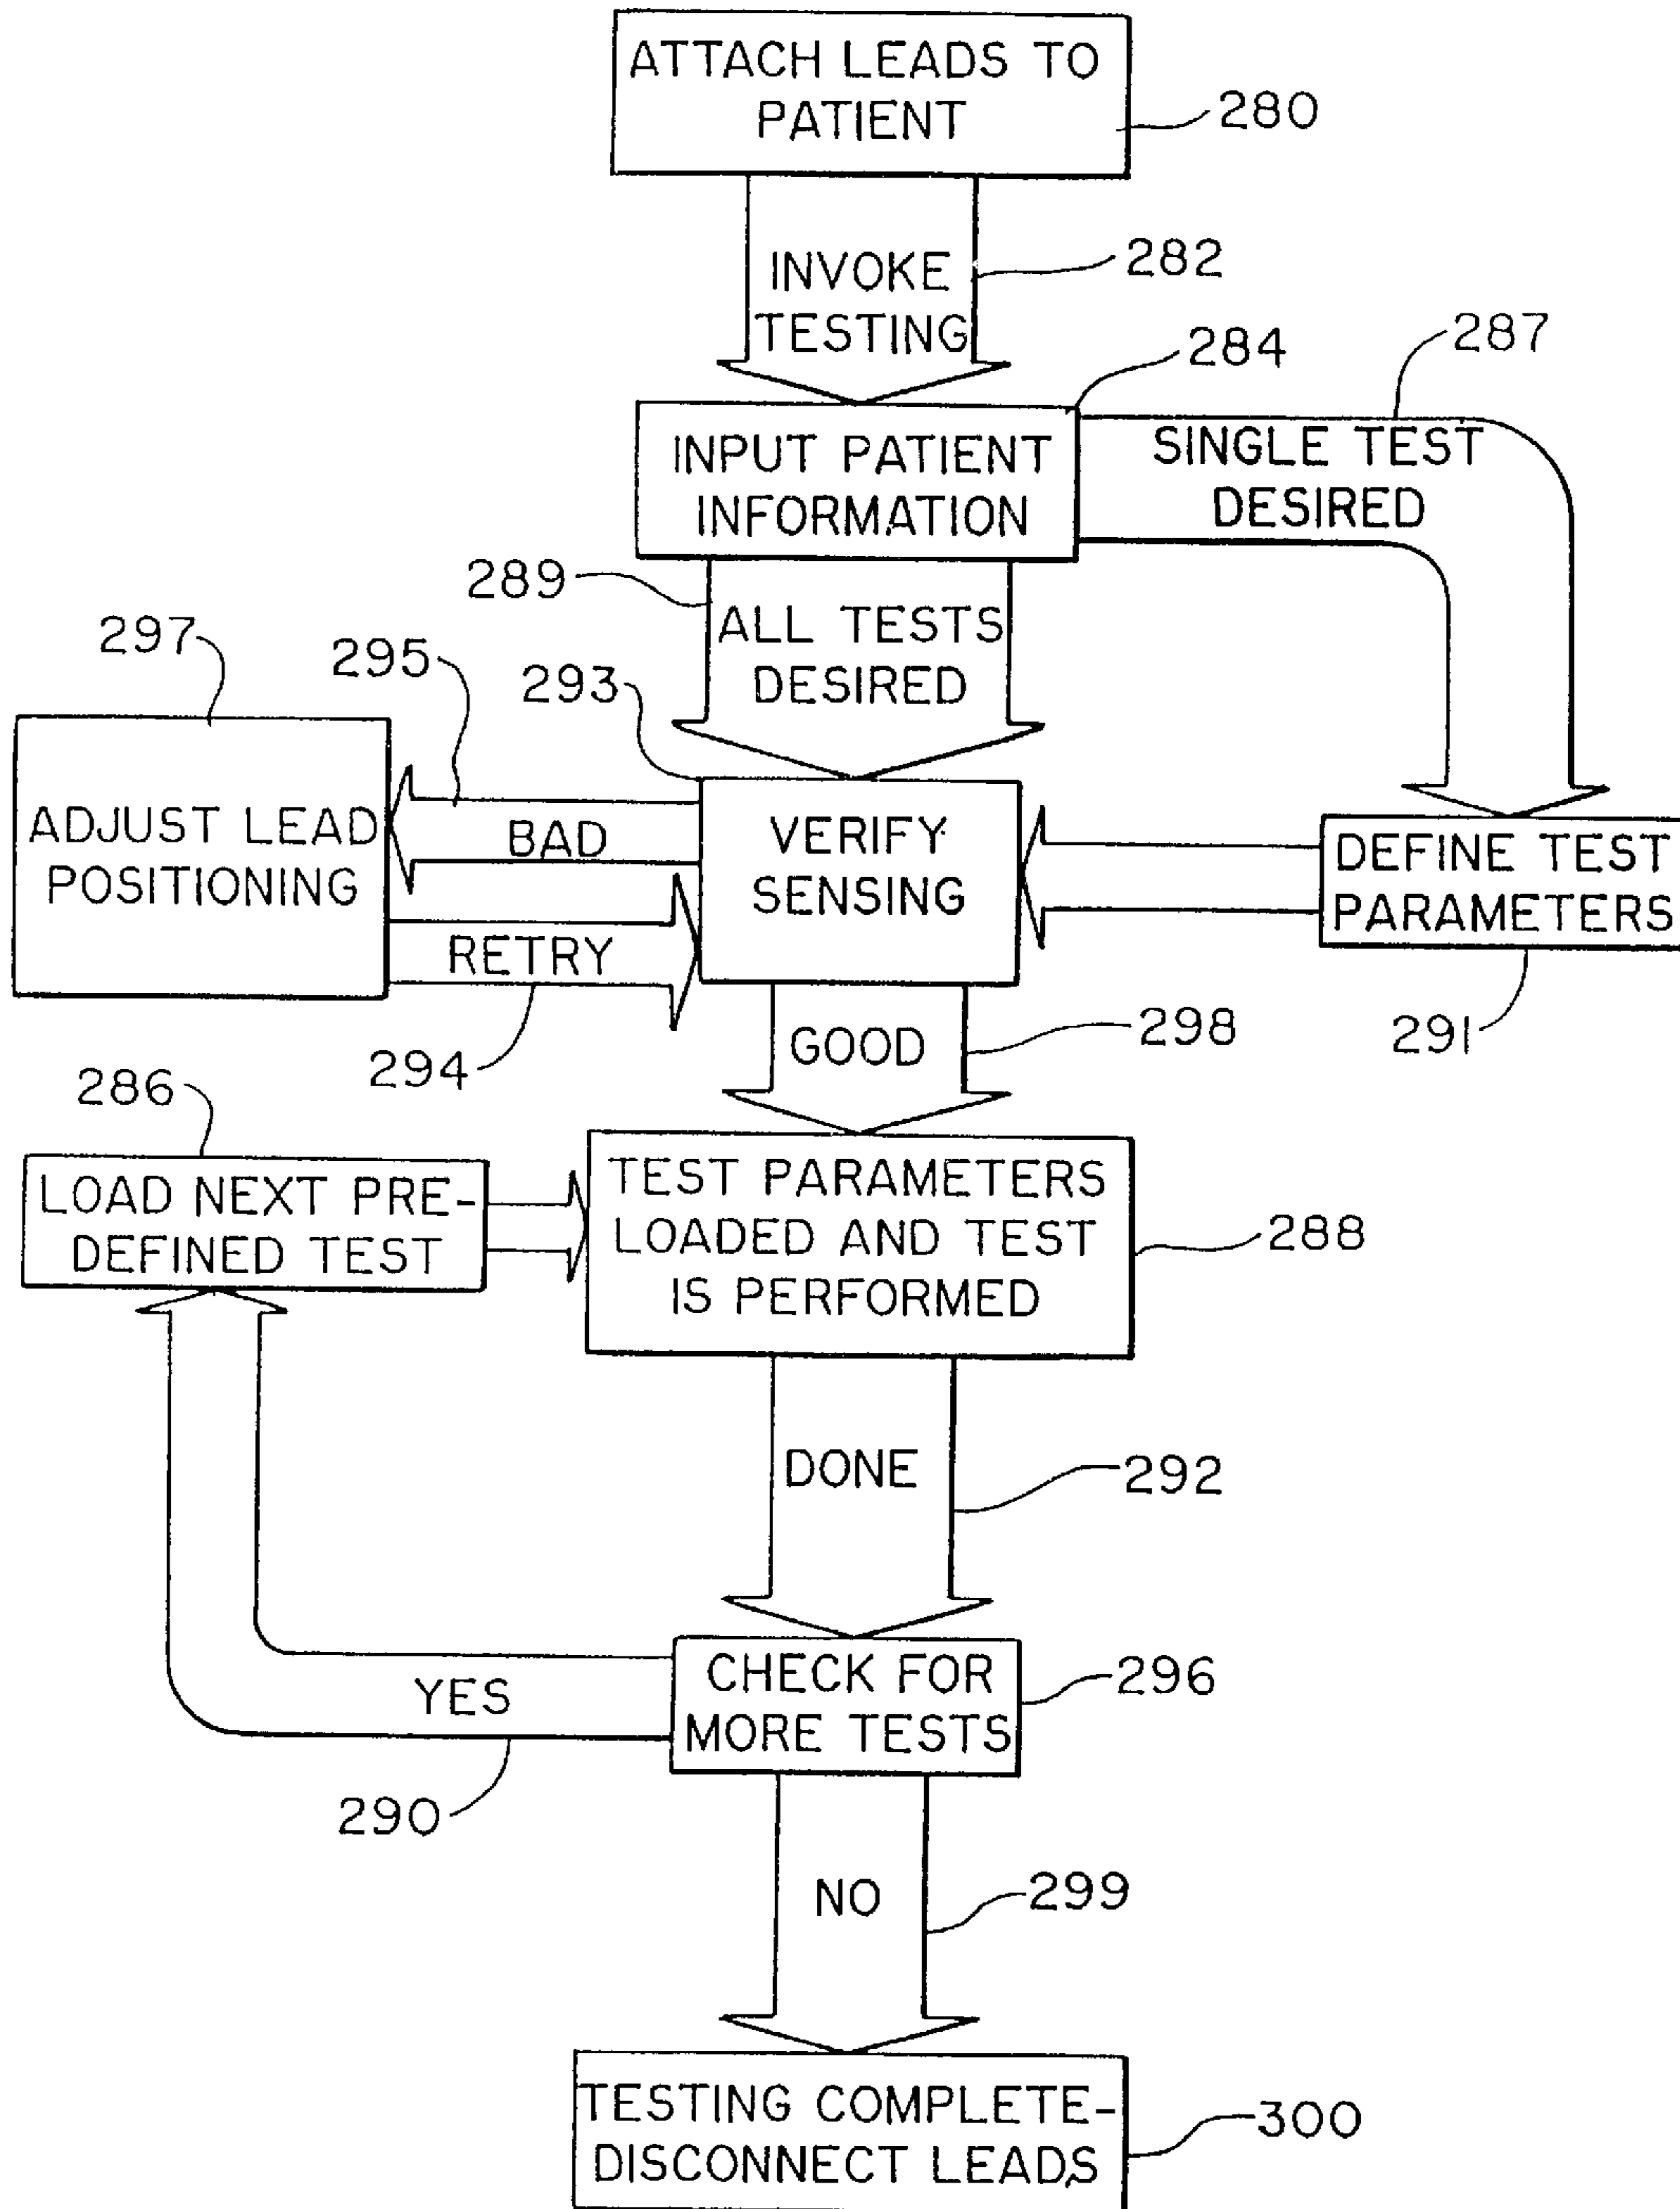 ATTACH LEADS TO
PATIENT
280
INVOKE
TESTING
282
284
287
INPUT PATIENT
INFORMATION
SINGLE TEST
DESIRED
289
ALL TESTS
DESIRED
297
295
293
ADJUST LEAD
POSITIONING
BAD
VERIFY
SENSING
DEFINE TEST
PARAMETERS
RETRY
294
GOOD
298
291
286
LOAD NEXT PRE-
DEFINED TEST
TEST PARAMETERS
LOADED AND TEST
IS PERFORMED
288
DONE
292
YES
CHECK FOR
MORE TESTS
296
290
NO
299
TESTING COMPLETE-
DISCONNECT LEADS
300